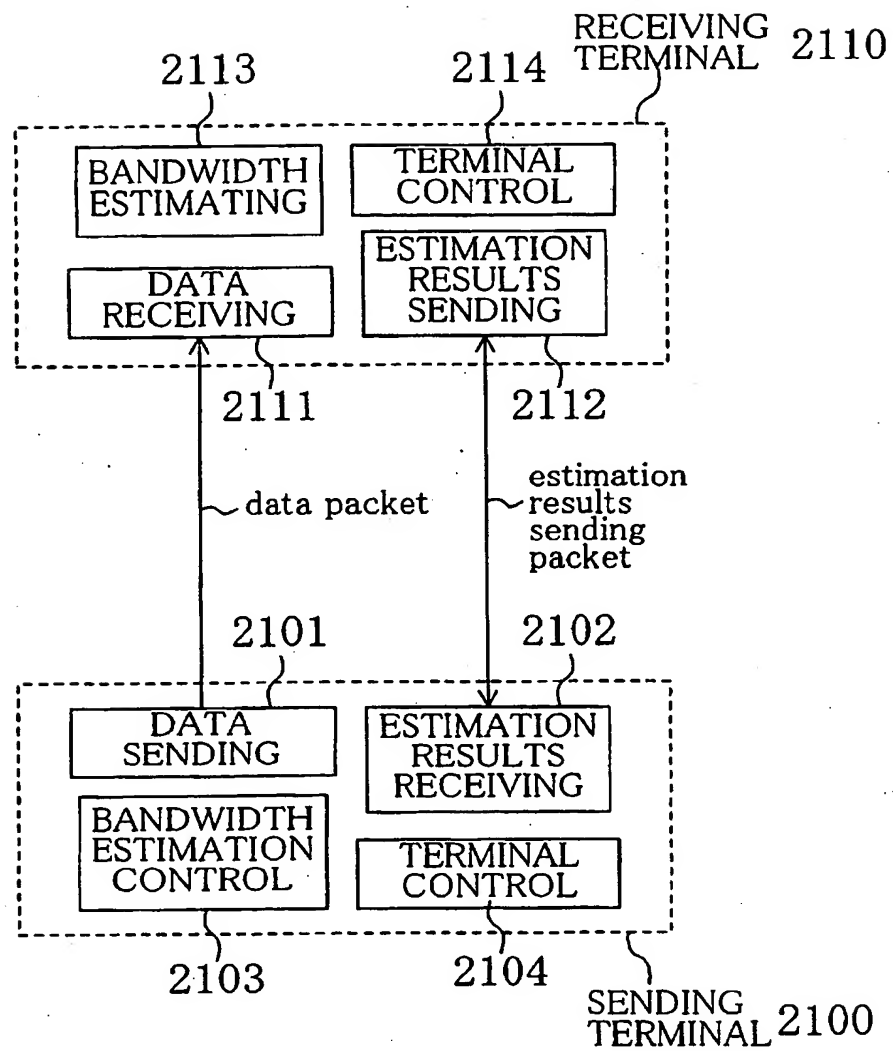 RECEIVING
TERMINAL 2110
2113
2114
BANDWIDTH
ESTIMATING
TERMINAL
CONTROL
DATA
RECEIVING
ESTIMATION
RESULTS
SENDING
2111
2112
data packet
estimation
results
sending
packet
2101
2102
DATA
SENDING
ESTIMATION
RESULTS
RECEIVING
BANDWIDTH
ESTIMATION
CONTROL
TERMINAL
CONTROL
2103
2104
SENDING
TERMINAL 2100